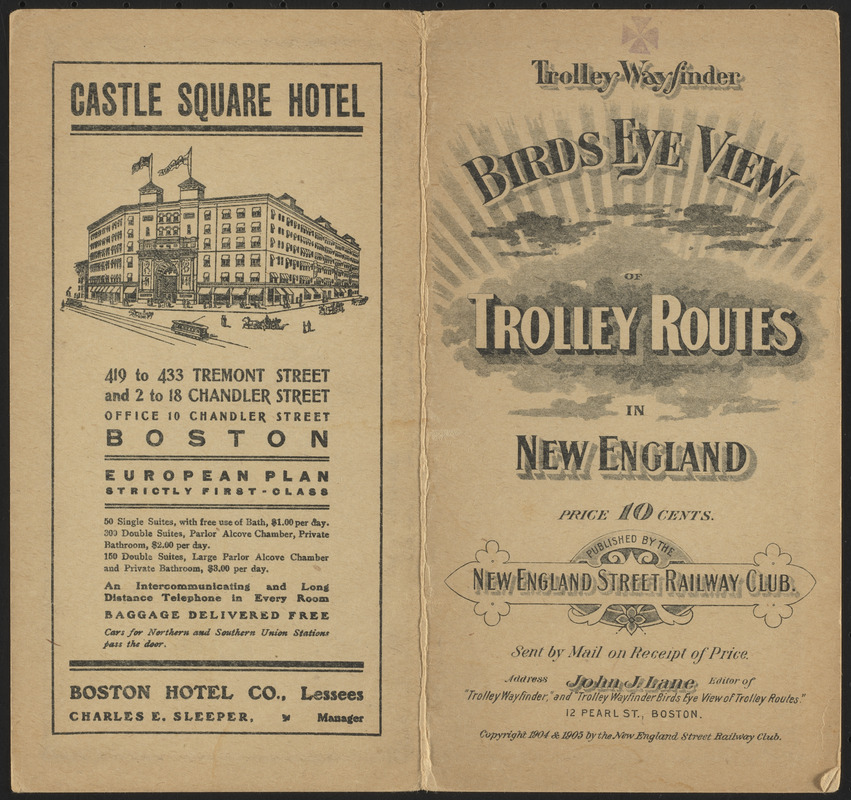 CASTLE SQUARE HOTEL
419 to 433 TREMONT STREET
and 2 to 18 CHANDLER STREET
OFFICE 10 CHANDLER STREET
BOSTON
EUROPEAN PLAN
STRICTLY FIRST-CLASS
50 Single Suites, with free use of Bath, $1.00 per day.
300 Double Suites, Parlor Alcove Chamber, Private
Bathroom, $2.00 per day.
150 Double Suites, Large Parlor Alcove Chamber
and Private Bathroom, $3.00 per day.
An Intercommunicating and Long
Distance Telephone in Every Room
BAGGAGE DELIVERED FREE
Cars for Northern and Southern Union Stations
pass the door.
BOSTON HOTEL CO., Lessees
CHARLES E. SLEEPER, Manager
Trolley Wayfinder
BIRDS EYE VIEW
OF
TROLLEY ROUTES
IN
NEW ENGLAND
PRICE 10 CENTS.
PUBLISHED BY THE
NEW ENGLAND STREET RAILWAY CLUB.
Sent by Mail on Receipt of Price.
Address John J. Lane, Editor of
"Trolley Wayfinder," and "Trolley Wayfinder Birds Eye View of Trolley Routes."
12 PEARL ST., BOSTON.
Copyright 1904 & 1905 by the New England Street Railway Club.